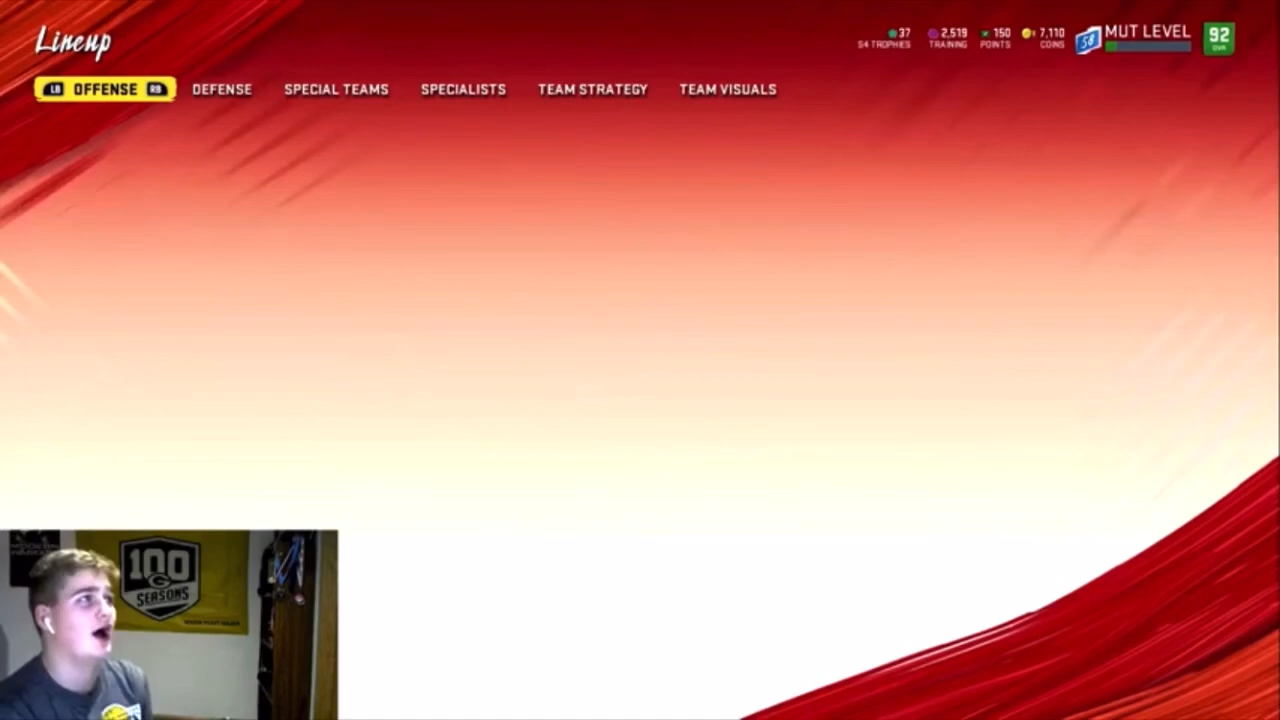 Lineup
37
S4 TROPHIES
2,519
TRAINING
150
POINTS
7,110
COINS
58
MUT LEVEL
92
OVR
LB OFFENSE RB DEFENSE SPECIAL TEAMS SPECIALISTS TEAM STRATEGY TEAM VISUALS
100
G
SEASONS